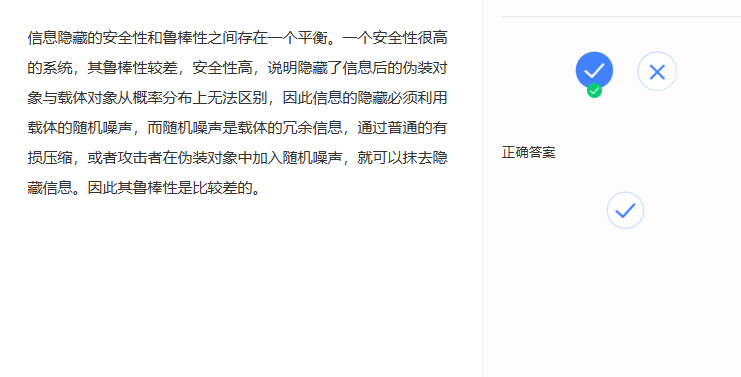 信息隐藏的安全性和鲁棒性之间存在一个平衡。一个安全性很高
的系统，其鲁棒性较差，安全性高，说明隐藏了信息后的伪装对
象与载体对象从概率分布上无法区别，因此信息的隐藏必须利用
载体的随机噪声，而随机噪声是载体的冗余信息，通过普通的有
损压缩，或者攻击者在伪装对象中加入随机噪声，就可以抹去隐
藏信息。因此其鲁棒性是比较差的。
正确答案